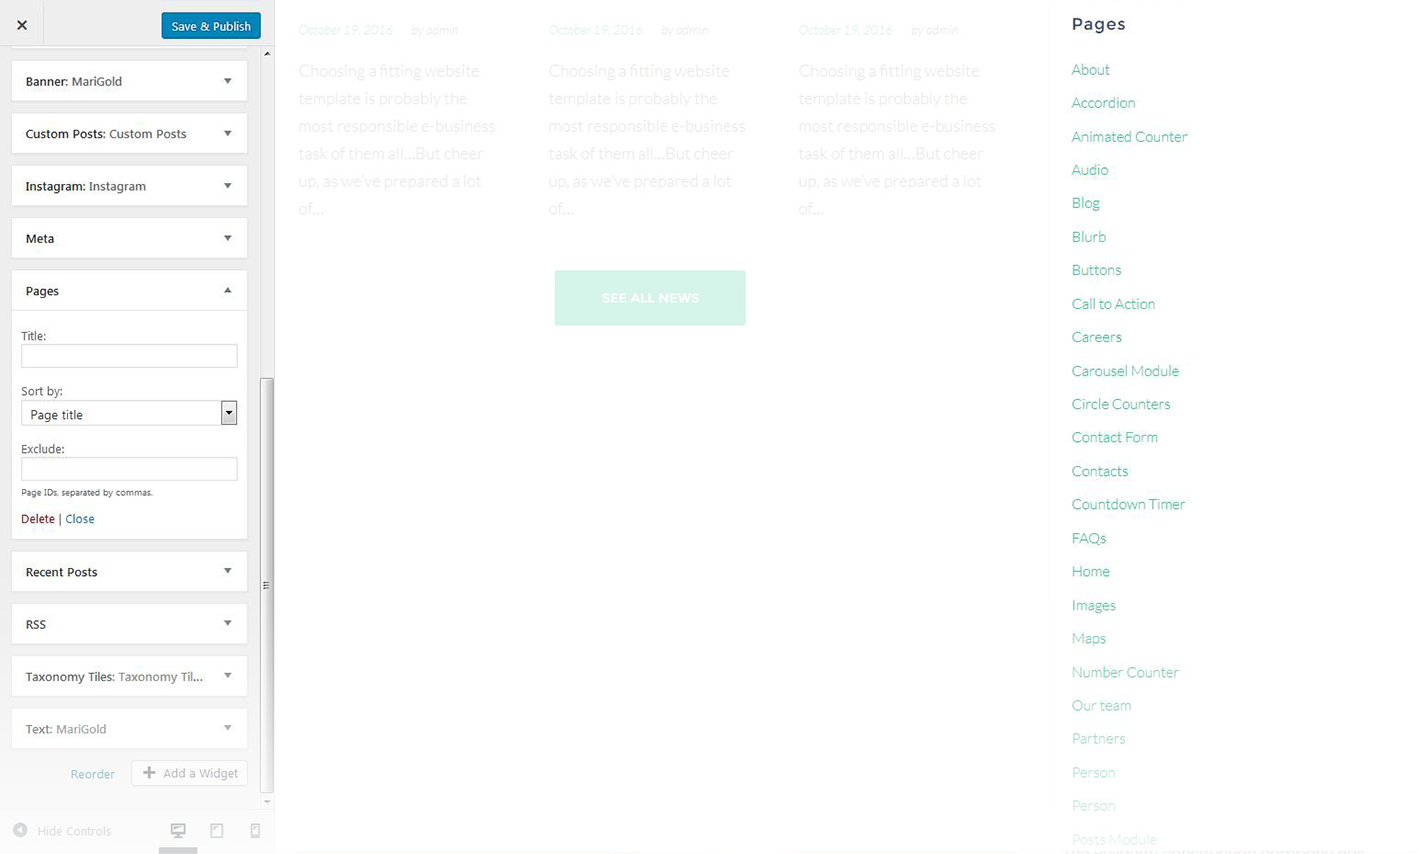 Save & Publish
Banner: MariGold
Custom Posts: Custom Posts
Instagram: Instagram
Meta
Pages
Title:
Sort by:
Page title
Exclude:
Page IDs, separated by commas.
Delete | Close
Recent Posts
RSS
Taxonomy Tiles: Taxonomy Til...
Text: MariGold
Reorder
Add a Widget
Hide Controls
October 19, 2016 by admin
Choosing a fitting website
template is probably the
most responsible e-business
task of them all…But cheer
up, as we've prepared a lot
of…
October 19, 2016 by admin
Choosing a fitting website
template is probably the
most responsible e-business
task of them all…But cheer
up, as we've prepared a lot
of…
October 19, 2016 by admin
Choosing a fitting website
template is probably the
most responsible e-business
task of them all…But cheer
up, as we've prepared a lot
of…
SEE ALL NEWS
Pages
About
Accordion
Animated Counter
Audio
Blog
Blurb
Buttons
Call to Action
Careers
Carousel Module
Circle Counters
Contact Form
Contacts
Countdown Timer
FAQs
Home
Images
Maps
Number Counter
Our team
Partners
Person
Person
Posts Module